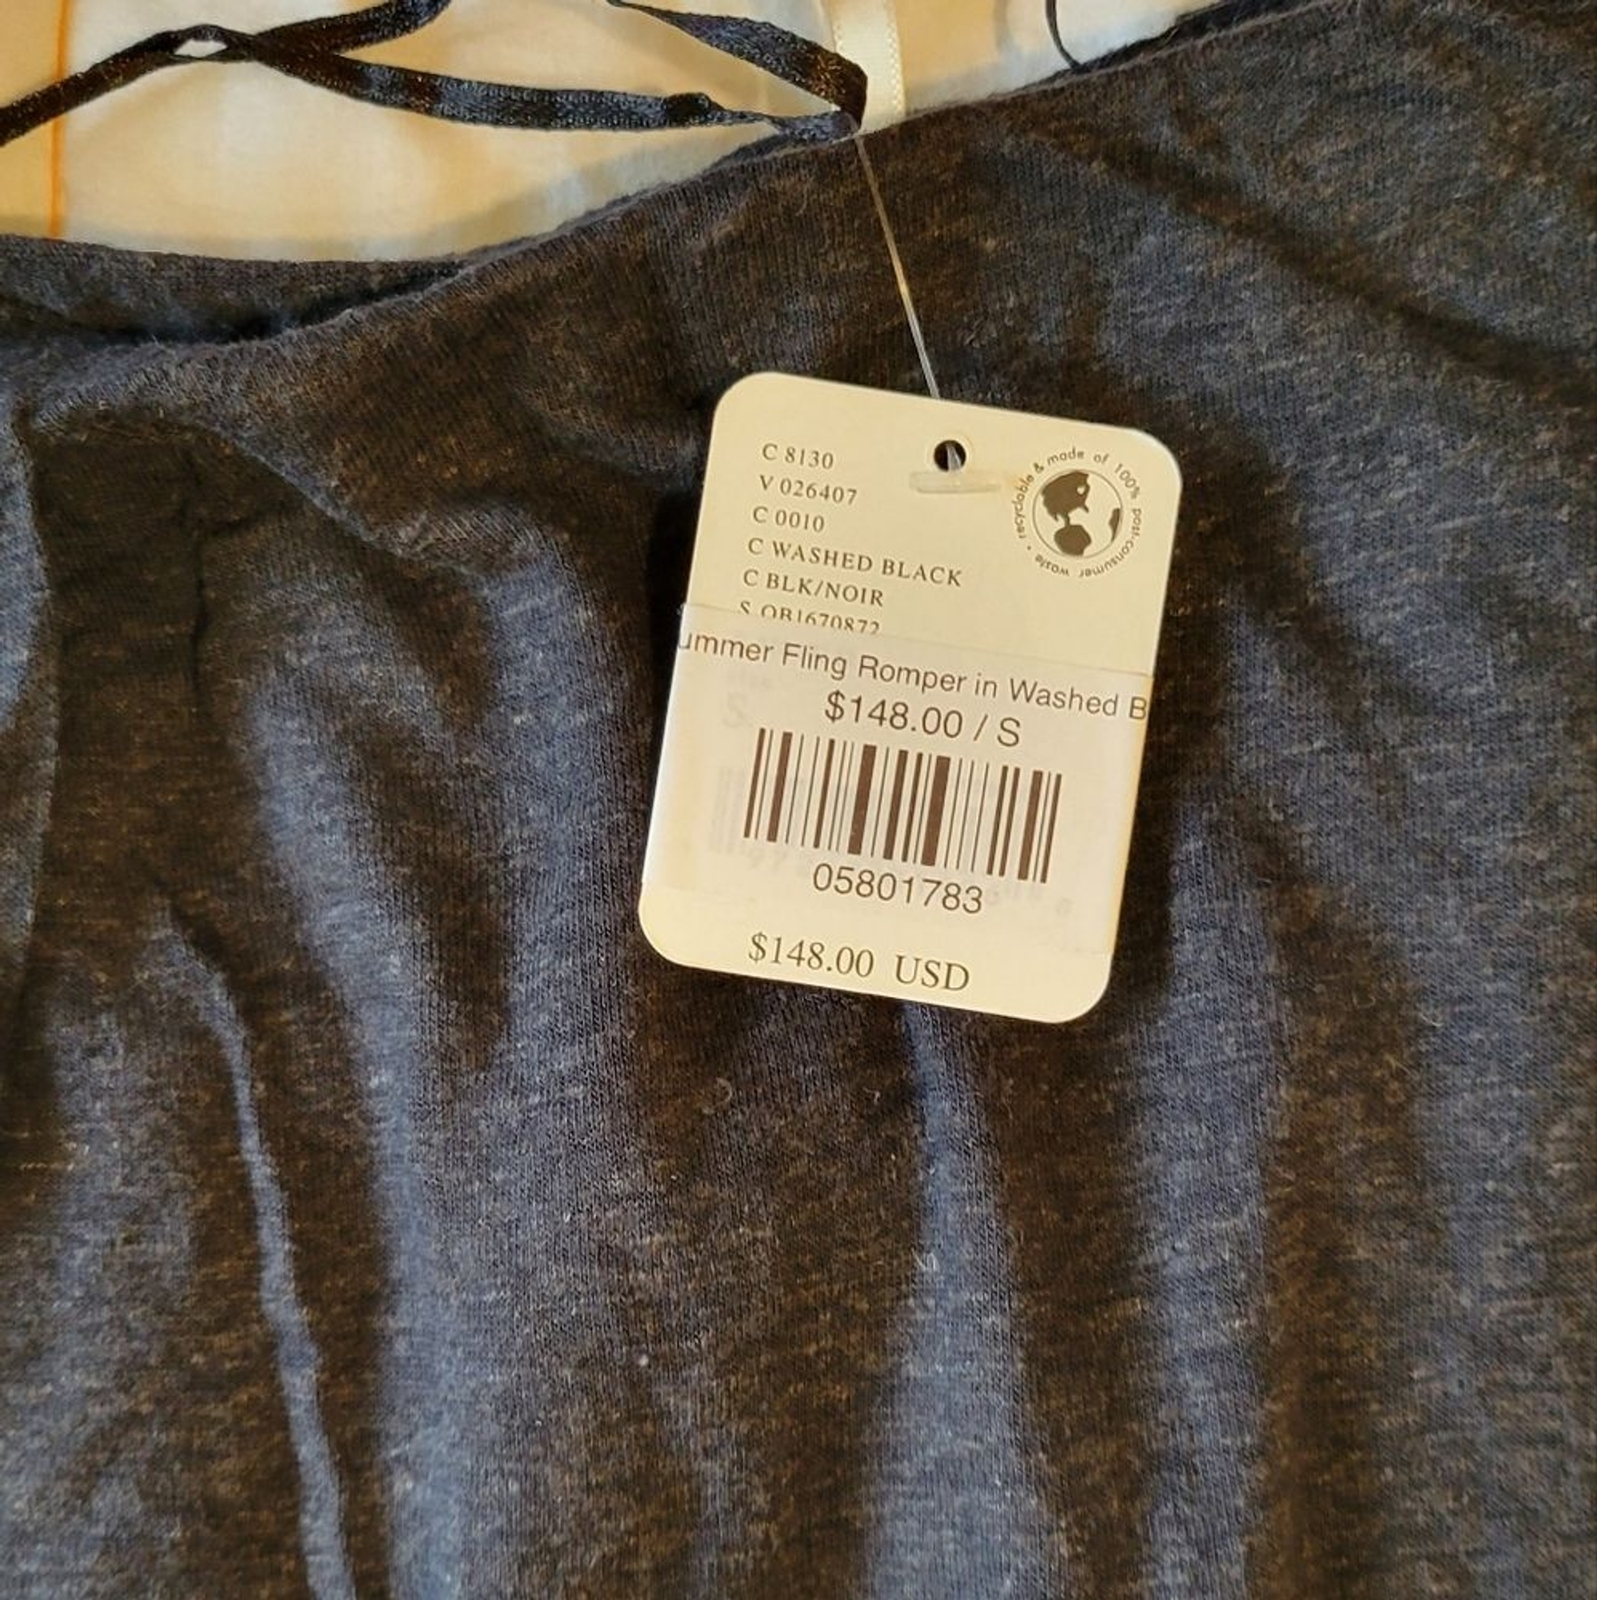 C 8130
V 026407
C 0010
C WASHED BLACK
C BLK/NOIR
S OB1670872
recyclable & made of 100% post-consumer waste •
ummer Fling Romper in Washed B
$148.00 / S
05801783
$148.00 USD